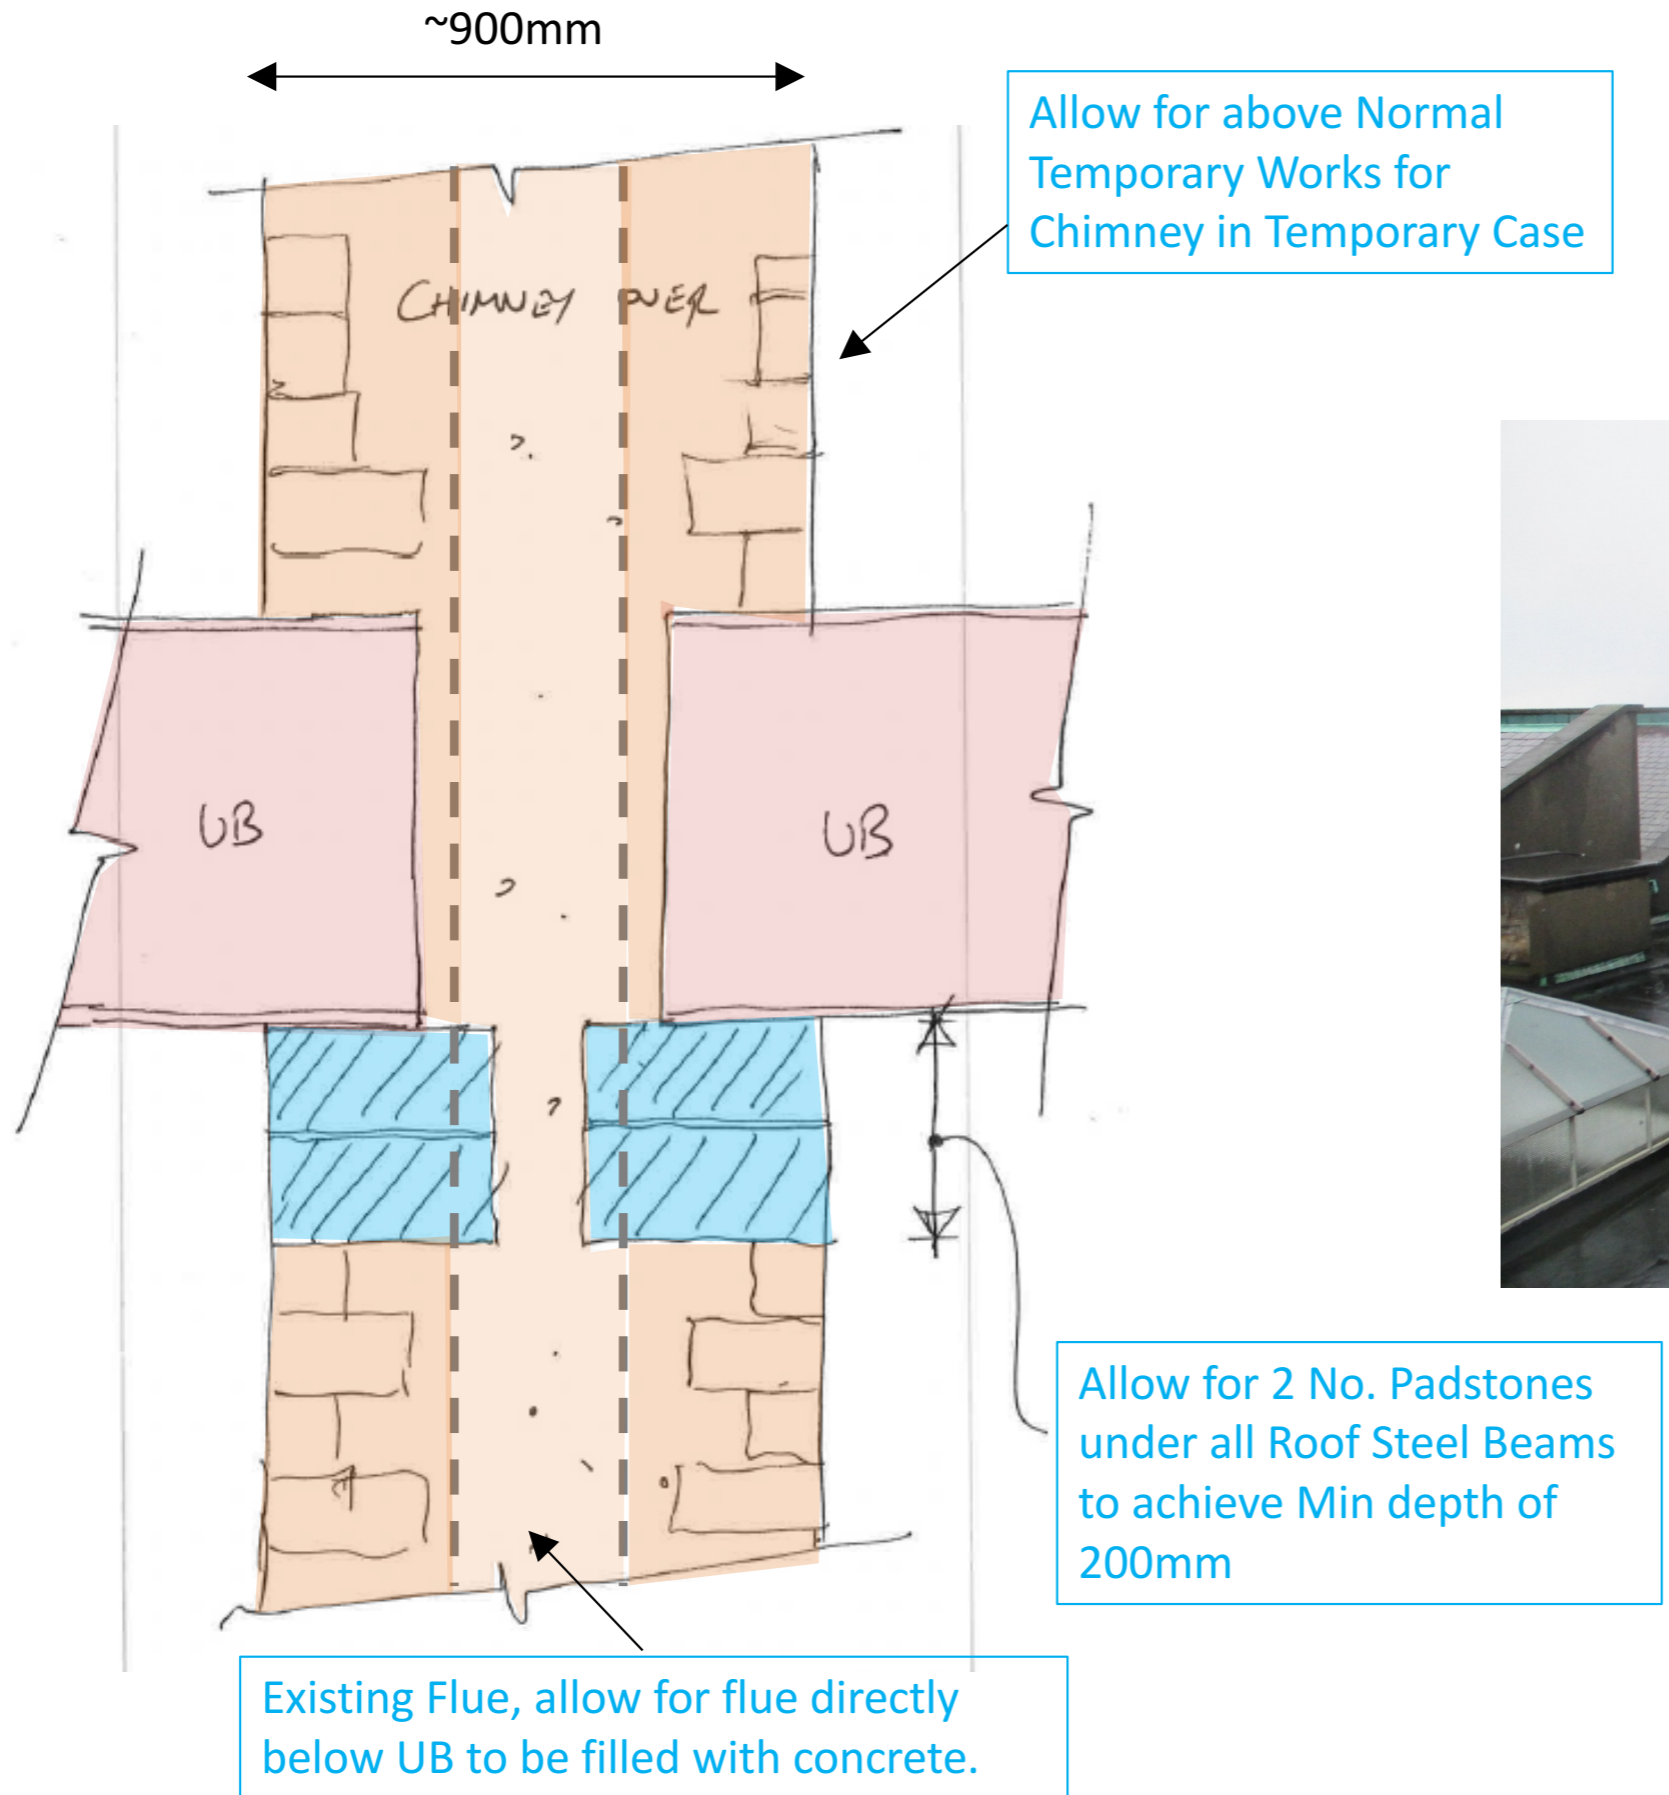 ~900mm
Allow for above Normal
Temporary Works for
Chimney in Temporary Case
CHIMNEY OVER
UB
UB
Allow for 2 No. Padstones
under all Roof Steel Beams
to achieve Min depth of
200mm
Existing Flue, allow for flue directly
below UB to be filled with concrete.